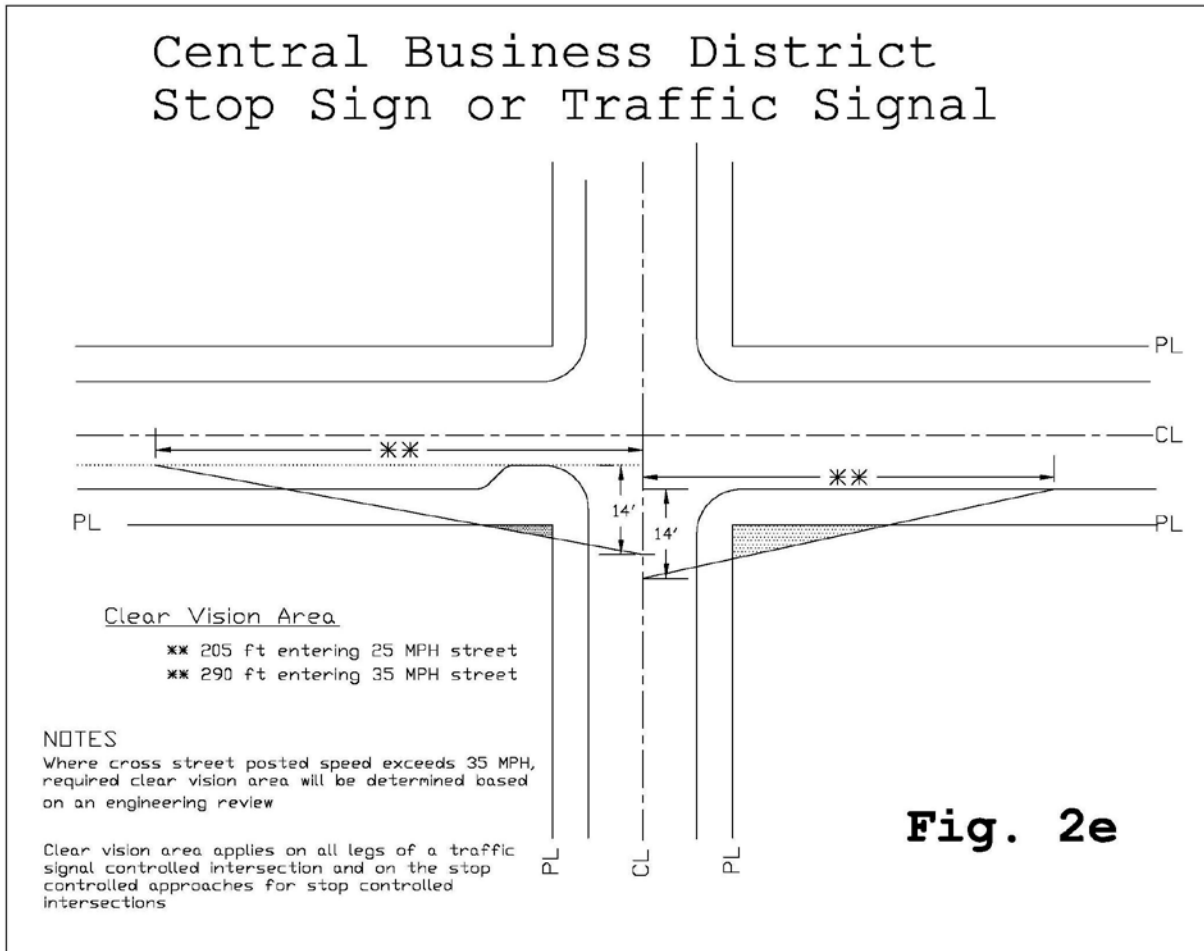 Central Business District
Stop Sign or Traffic Signal
PL
CL
**
**
14'
14'
PL
PL
Clear Vision Area
** 205 ft entering 25 MPH street
** 290 ft entering 35 MPH street
NOTES
Where cross street posted speed exceeds 35 MPH,
required clear vision area will be determined based
on an engineering review
Fig. 2e
Clear vision area applies on all legs of a traffic
signal controlled intersection and on the stop
controlled approaches for stop controlled
intersections
PL
CL
PL